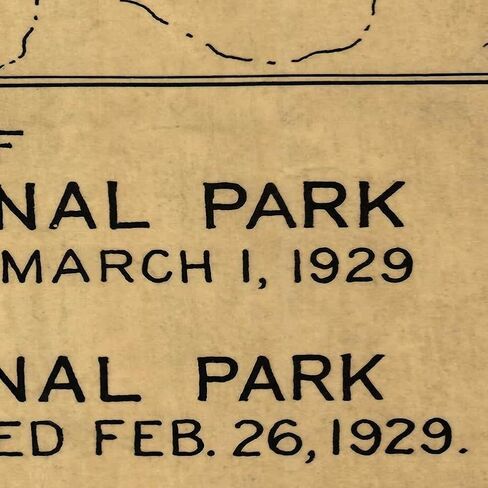 NAL PARK
MARCH 1, 1929
NAL PARK
ED FEB. 26, 1929.